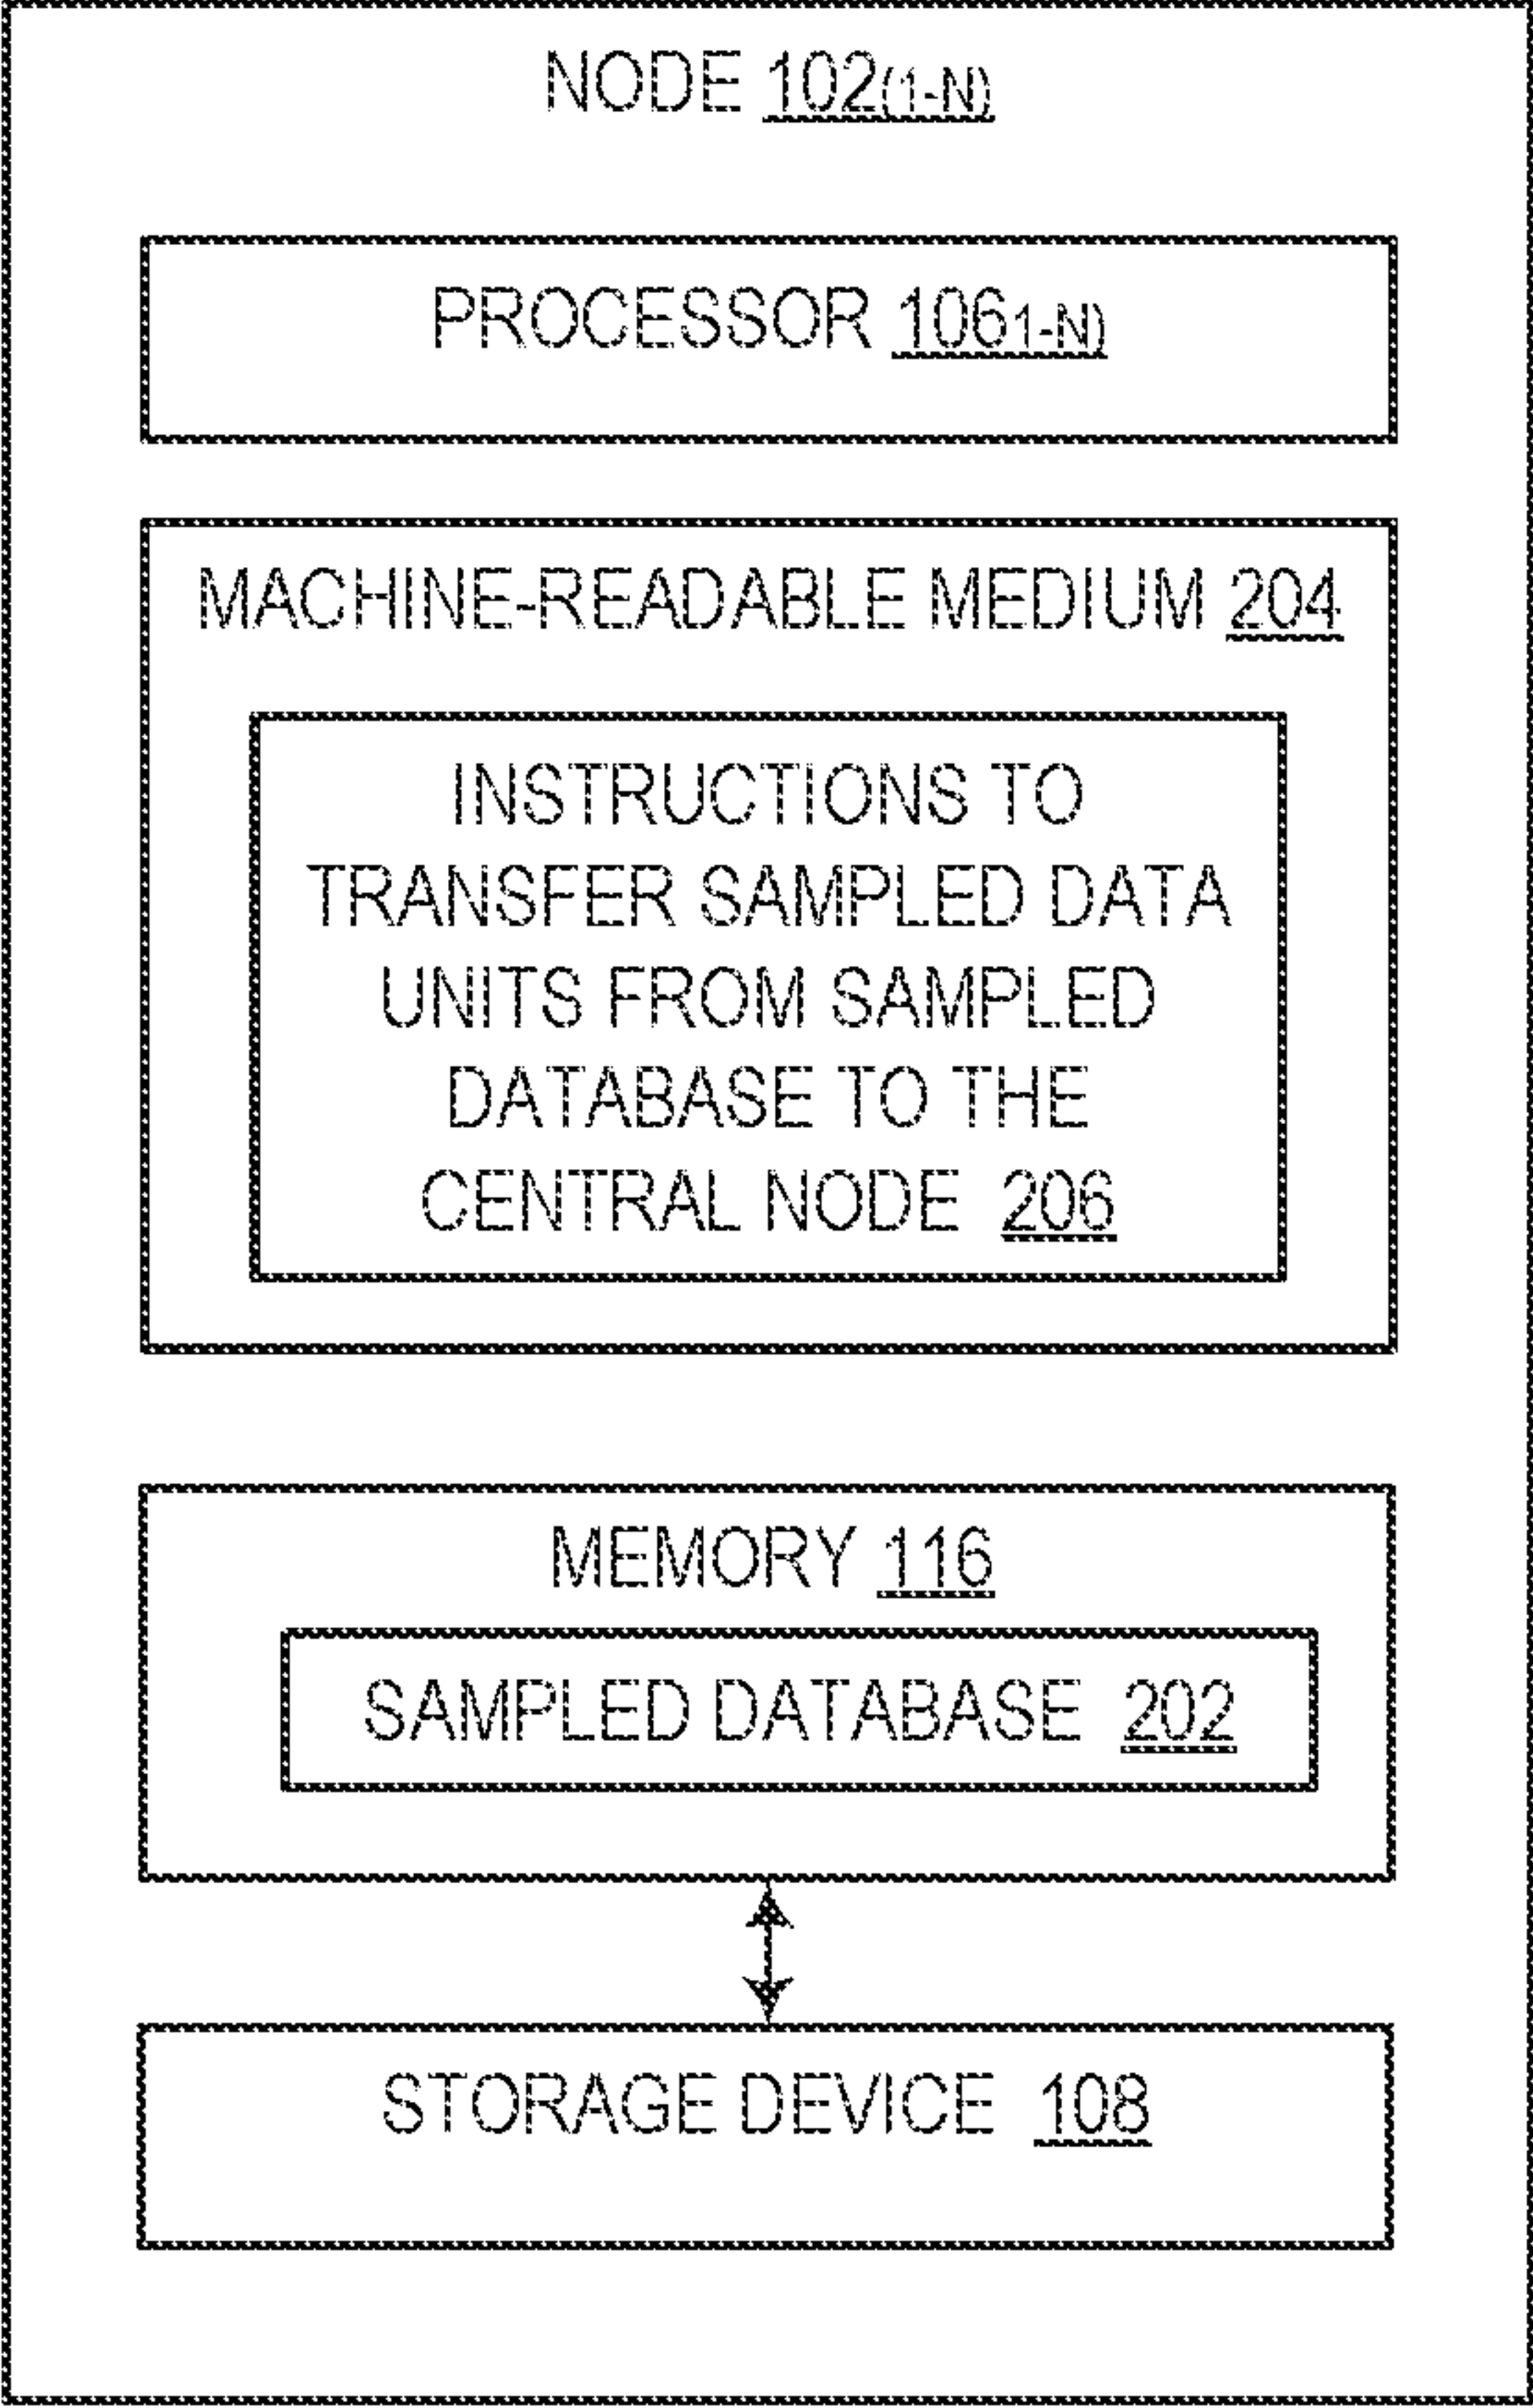 NODE 102(1-N)
PROCESSOR 1061-N)
MACHINE-READABLE MEDIUM 204
INSTRUCTIONS TO
TRANSFER SAMPLED DATA
UNITS FROM SAMPLED
DATABASE TO THE
CENTRAL NODE 206
MEMORY 116
SAMPLED DATABASE 202
STORAGE DEVICE 108